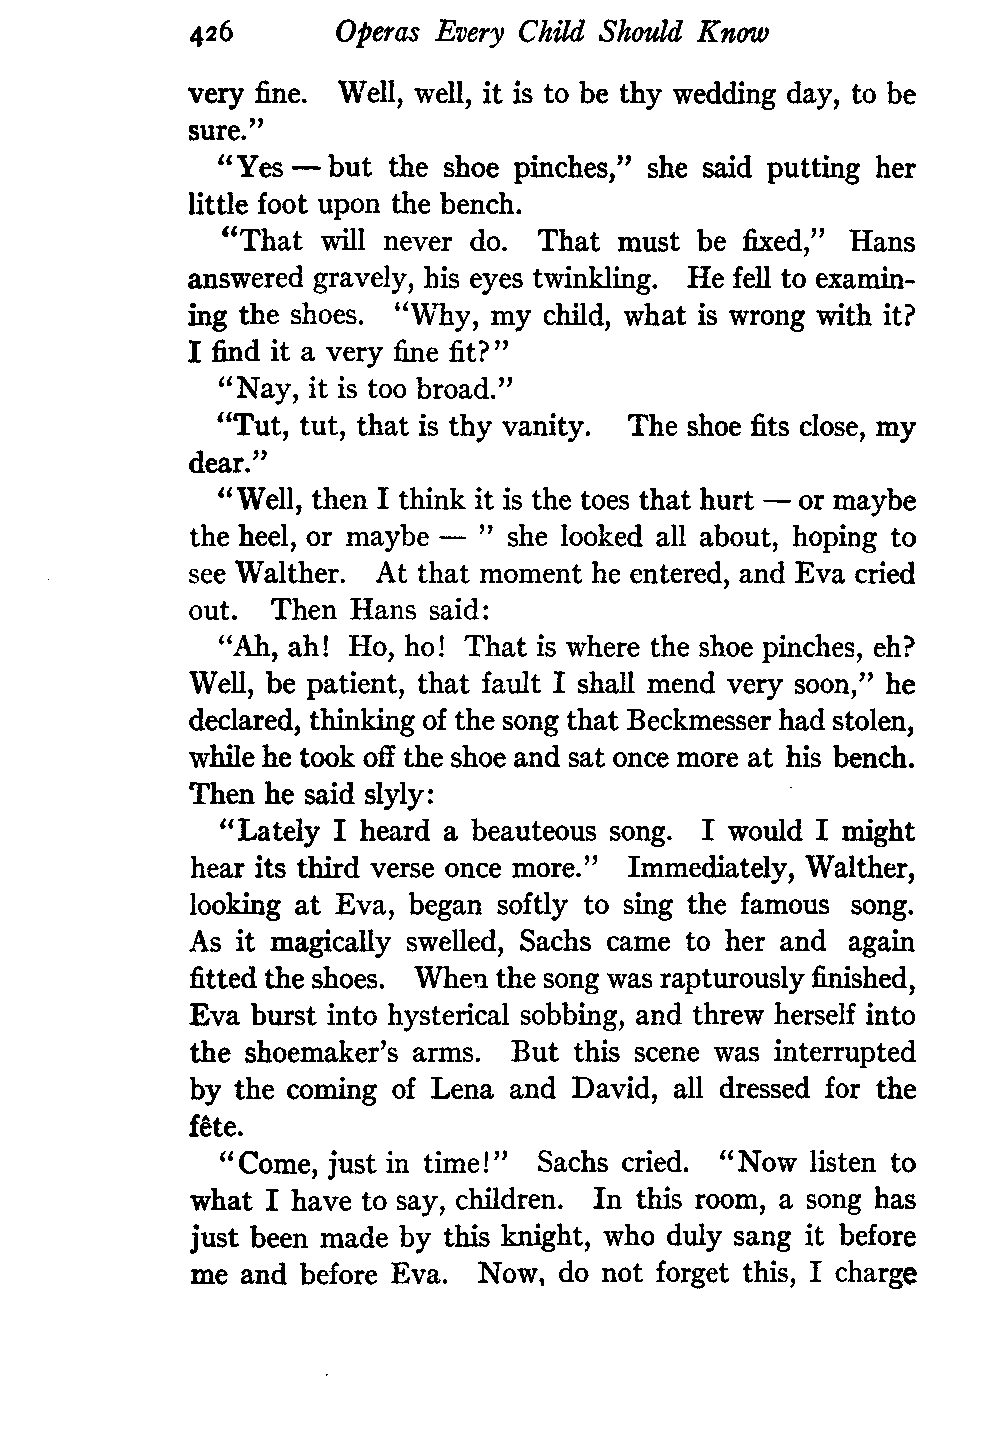 426 Operas Every Child Should Know
very fine. Well, well, it is to be thy wedding day, to be
sure."
"Yes — but the shoe pinches," she said putting her
little foot upon the bench.
"That will never do. That must be fixed," Hans
answered gravely, his eyes twinkling. He fell to examin-
ing the shoes. "Why, my child, what is wrong with it?
I find it a very fine fit?"
"Nay, it is too broad."
"Tut, tut, that is thy vanity. The shoe fits close, my
dear."
"Well, then I think it is the toes that hurt — or maybe
the heel, or maybe — " she looked all about, hoping to
see Walther. At that moment he entered, and Eva cried
out. Then Hans said:
"Ah, ah! Ho, ho! That is where the shoe pinches, eh?
Well, be patient, that fault I shall mend very soon," he
declared, thinking of the song that Beckmesser had stolen,
while he took off the shoe and sat once more at his bench.
Then he said slyly:
"Lately I heard a beauteous song. I would I might
hear its third verse once more." Immediately, Walther,
looking at Eva, began softly to sing the famous song.
As it magically swelled, Sachs came to her and again
fitted the shoes. When the song was rapturously finished,
Eva burst into hysterical sobbing, and threw herself into
the shoemaker's arms. But this scene was interrupted
by the coming of Lena and David, all dressed for the
fête.
"Come, just in time!" Sachs cried. "Now listen to
what I have to say, children. In this room, a song has
just been made by this knight, who duly sang it before
me and before Eva. Now, do not forget this, I charge